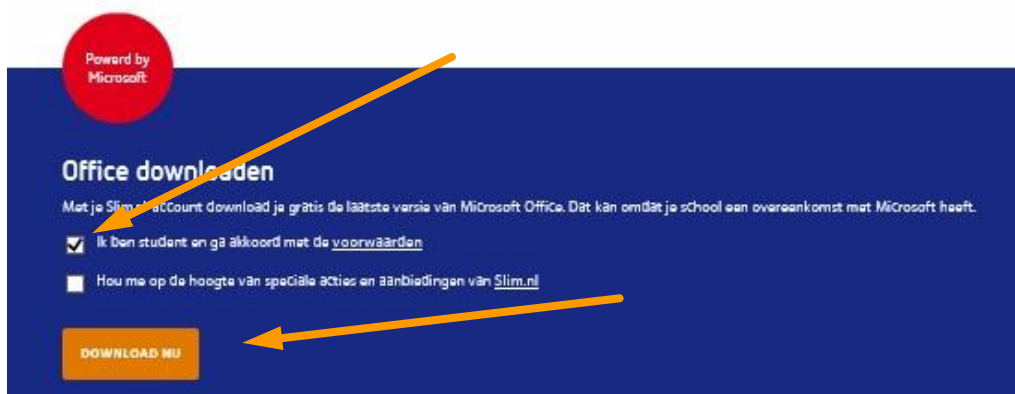 Powerd by
Microsoft
Office downloaden
Met je Slim.nl account download je gratis de laatste versie van Microsoft Office. Dat kan omdat je school een overeenkomst met Microsoft heeft.
Ik ben student en ga akkoord met de voorwaarden
Hou me op de hoogte van speciale acties en aanbiedingen van Slim.nl
DOWNLOAD NU